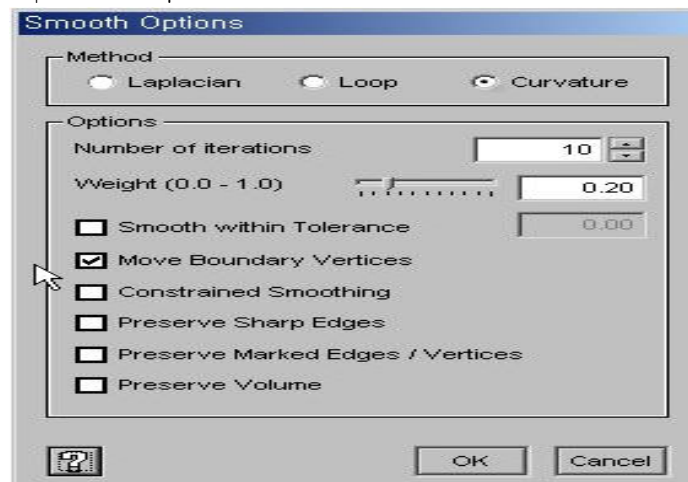 Smooth Options
Method
Laplacian Loop Curvature
Options
Number of iterations 10
Weight (0.0 - 1.0) 0.20
Smooth within Tolerance 0.00
Move Boundary Vertices
Constrained Smoothing
Preserve Sharp Edges
Preserve Marked Edges / Vertices
Preserve Volume
? OK Cancel